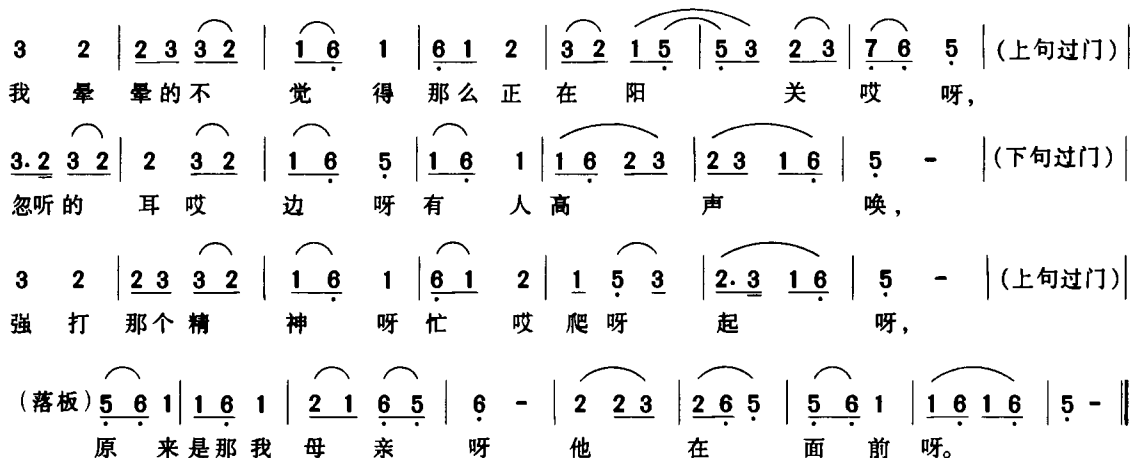 3 2 | 2 3 3 2 | 1 6̣ 1 | 6̣ 1 2 | 3 2 1 5̣ | 5̣ 3 2 3 | 7̣ 6̣ 5̣ | (上句过门) |
我 晕 晕的不 觉 得 那么 正 在 阳 关 哎 呀,
3. 2 3 2 | 2 3 2 | 1 6̣ 5̣ | 1 6̣ 1 | 1 6̣ 2 3 | 2 3 1 6̣ | 5̣ - | (下句过门) |
忽听的 耳 哎 边 呀 有 人 高 声 唤,
3 2 | 2 3 3 2 | 1 6̣ 1 | 6̣ 1 2 | 1 5̣ 3 | 2. 3 1 6̣ | 5̣ - | (上句过门) |
强 打 那个 精 神 呀 忙 哎 爬 呀 起 呀,
(落板) 5̣ 6̣ 1 | 1 6̣ 1 | 2 1 6̣ 5̣ | 6̣ - | 2 2 3 | 2 6̣ 5̣ | 5̣ 6̣ 1 | 1 6̣ 1 6̣ | 5̣ - ‖
原 来 是那 我 母 亲 呀 他 在 面 前 呀。